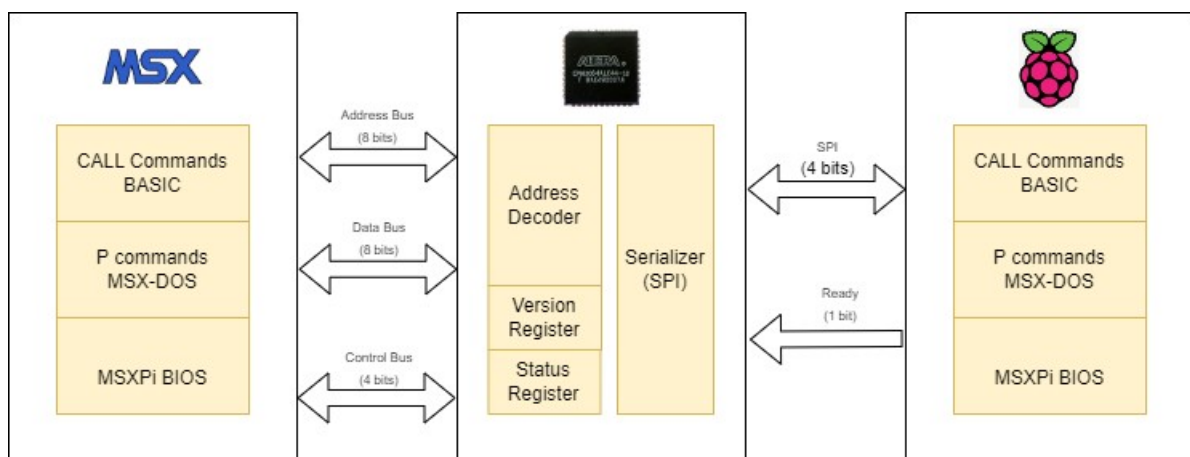 MSX
CALL Commands
BASIC
P commands
MSX-DOS
MSXPi BIOS
Address Bus
(8 bits)
Data Bus
(8 bits)
Control Bus
(4 bits)
Address
Decoder
Version
Register
Status
Register
Serializer
(SPI)
SPI
(4 bits)
Ready
(1 bit)
CALL Commands
BASIC
P commands
MSX-DOS
MSXPi BIOS